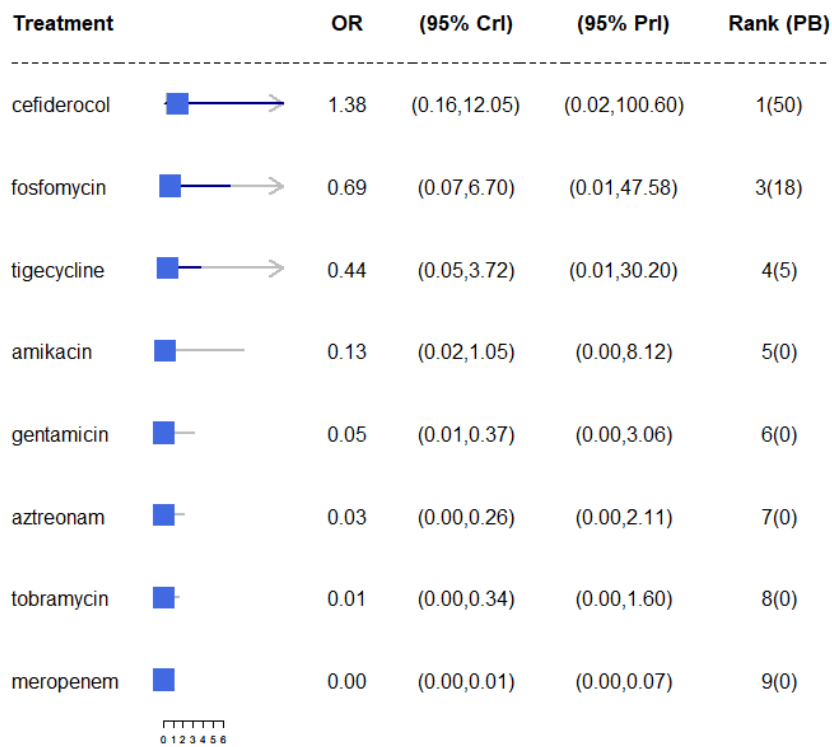 Treatment OR (95% CrI) (95% PrI) Rank (PB)
cefiderocol 1.38 (0.16,12.05) (0.02,100.60) 1(50)
fosfomycin 0.69 (0.07,6.70) (0.01,47.58) 3(18)
tigecycline 0.44 (0.05,3.72) (0.01,30.20) 4(5)
amikacin 0.13 (0.02,1.05) (0.00,8.12) 5(0)
gentamicin 0.05 (0.01,0.37) (0.00,3.06) 6(0)
aztreonam 0.03 (0.00,0.26) (0.00,2.11) 7(0)
tobramycin 0.01 (0.00,0.34) (0.00,1.60) 8(0)
meropenem 0.00 (0.00,0.01) (0.00,0.07) 9(0)
0 1 2 3 4 5 6